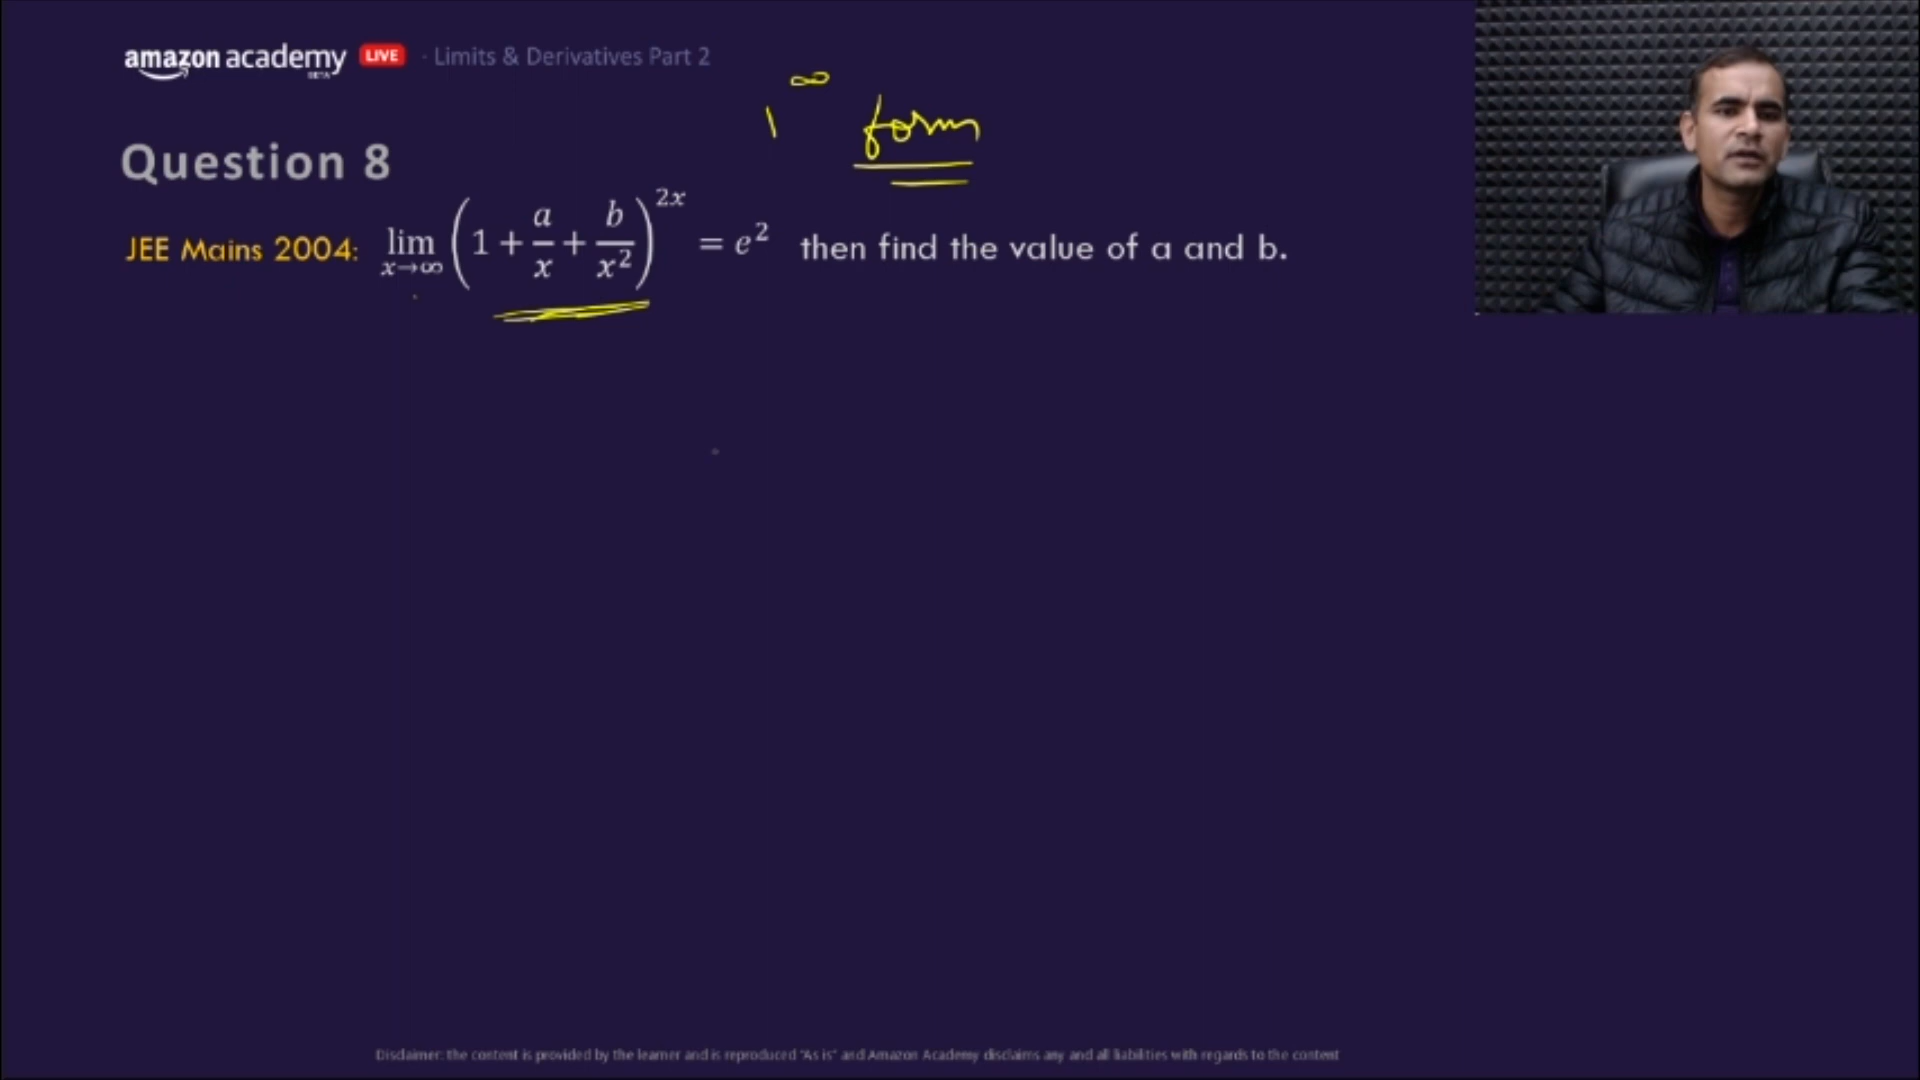 amazon academy LIVE · Limits & Derivatives Part 2
BETA
1^∞ form
Question 8
JEE Mains 2004: lim x→∞ (1 + a/x + b/x²)^2x = e² then find the value of a and b.
Disclaimer: the content is provided by the learner and is reproduced "As is" and Amazon Academy disclaims any and all liabilities with regards to the content